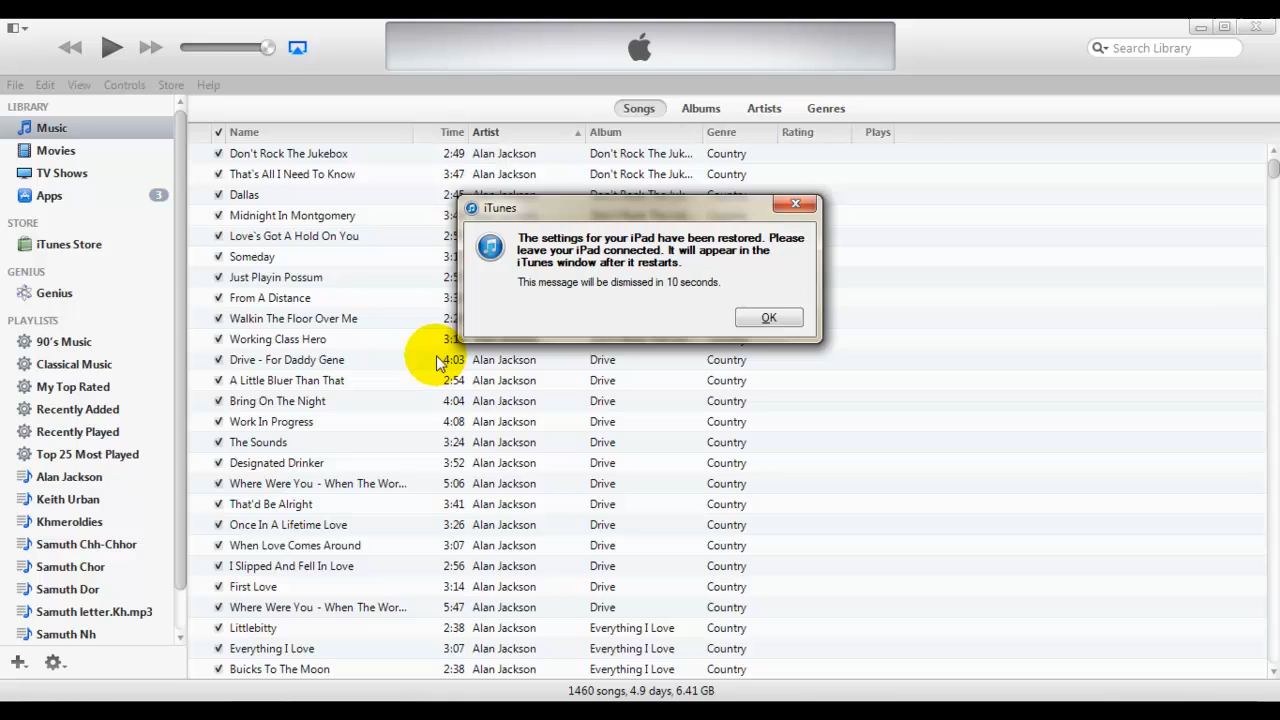 Search Library
File Edit View Controls Store Help
LIBRARY
Music
Movies
TV Shows
Apps 3
STORE
iTunes Store
GENIUS
Genius
PLAYLISTS
90's Music
Classical Music
My Top Rated
Recently Added
Recently Played
Top 25 Most Played
Alan Jackson
Keith Urban
Khmeroldies
Samuth Chh-Chhor
Samuth Chor
Samuth Dor
Samuth letter.Kh.mp3
Samuth Nh
Songs Albums Artists Genres
Name Time Artist Album Genre Rating Plays
Don't Rock The Jukebox 2:49 Alan Jackson Don't Rock The Juk... Country
That`s All I Need To Know 3:47 Alan Jackson Don't Rock The Juk... Country
Dallas 2:45
Midnight In Montgomery
Love`s Got A Hold On You
Someday
Just Playin Possum
From A Distance
Walkin The Floor Over Me
Working Class Hero
Drive - For Daddy Gene 4:03 Alan Jackson Drive Country
A Little Bluer Than That 2:54 Alan Jackson Drive Country
Bring On The Night 4:04 Alan Jackson Drive Country
Work In Progress 4:08 Alan Jackson Drive Country
The Sounds 3:24 Alan Jackson Drive Country
Designated Drinker 3:52 Alan Jackson Drive Country
Where Were You - When The Wor... 5:06 Alan Jackson Drive Country
That'd Be Alright 3:41 Alan Jackson Drive Country
Once In A Lifetime Love 3:26 Alan Jackson Drive Country
When Love Comes Around 3:07 Alan Jackson Drive Country
I Slipped And Fell In Love 2:56 Alan Jackson Drive Country
First Love 3:14 Alan Jackson Drive Country
Where Were You - When The Wor... 5:47 Alan Jackson Drive Country
Littlebitty 2:38 Alan Jackson Everything I Love Country
Everything I Love 3:07 Alan Jackson Everything I Love Country
Buicks To The Moon 2:38 Alan Jackson Everything I Love Country
iTunes
The settings for your iPad have been restored. Please
leave your iPad connected. It will appear in the
iTunes window after it restarts.
This message will be dismissed in 10 seconds.
OK
1460 songs, 4.9 days, 6.41 GB